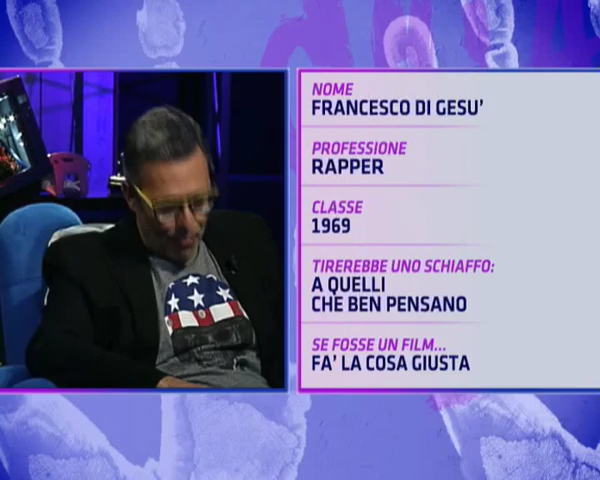 NOME
FRANCESCO DI GESU'
PROFESSIONE
RAPPER
CLASSE
1969
TIREREBBE UNO SCHIAFFO:
A QUELLI
CHE BEN PENSANO
SE FOSSE UN FILM...
FA' LA COSA GIUSTA